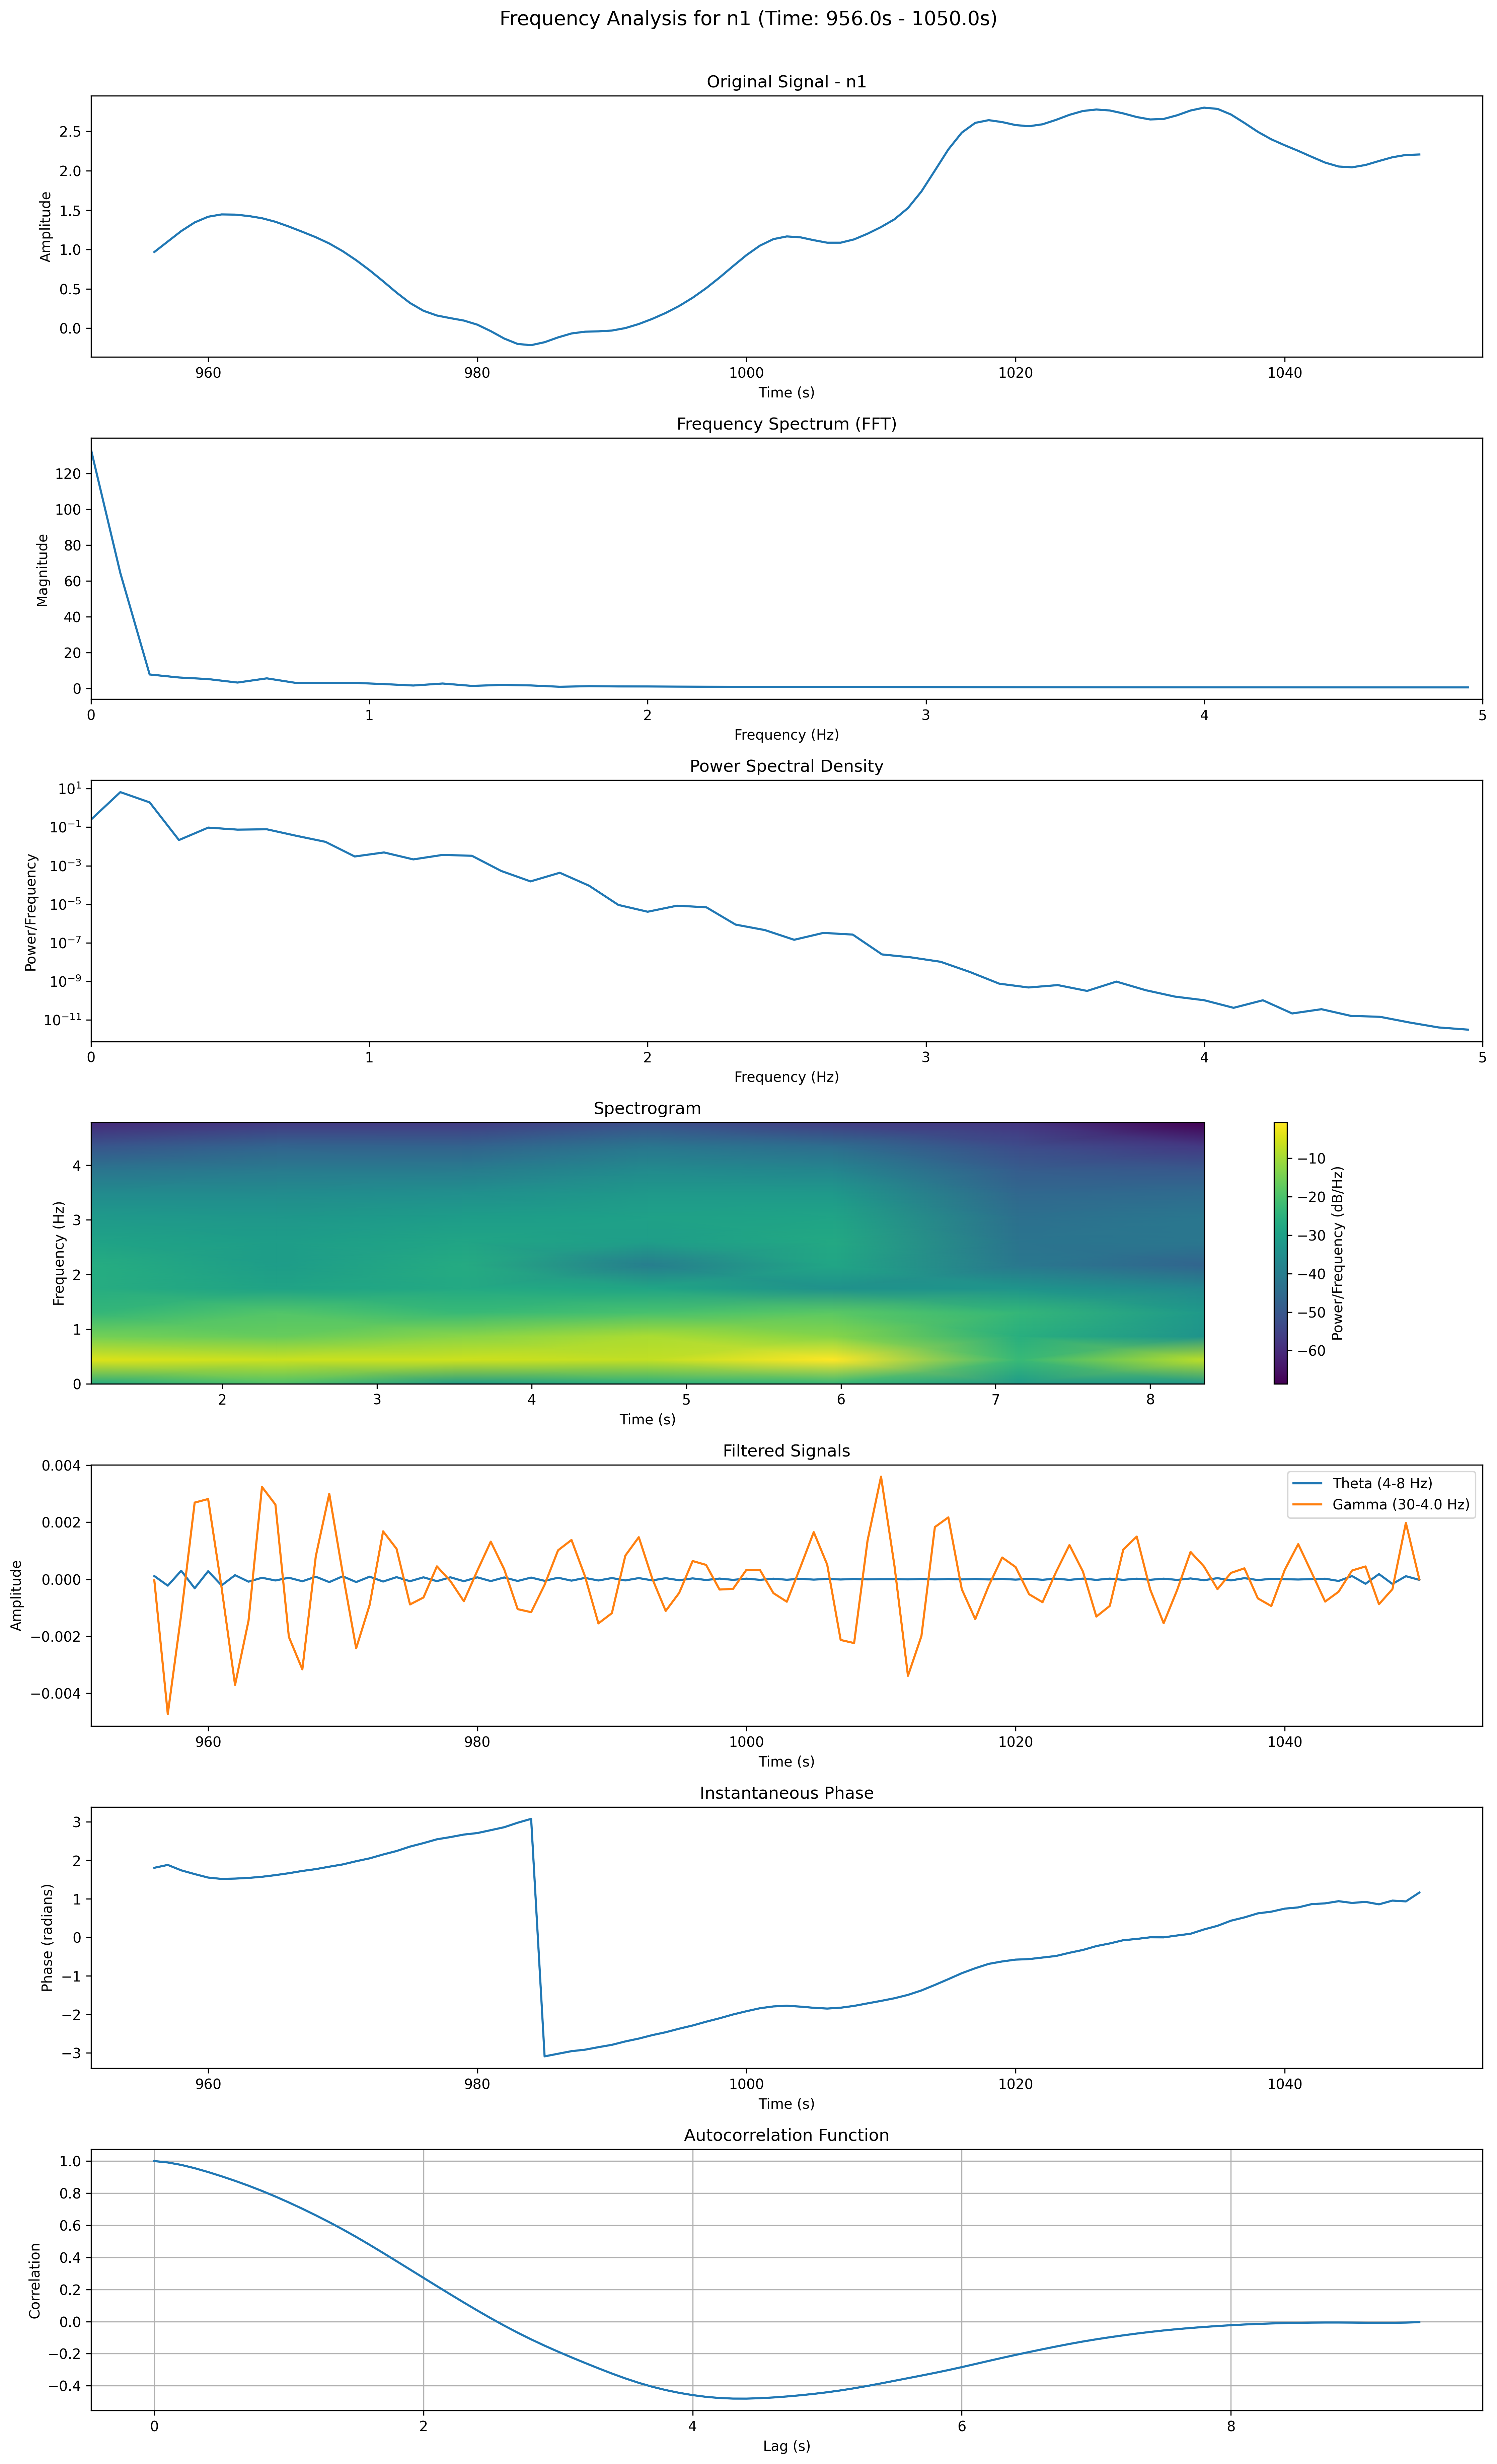 Frequency Analysis for n1 (Time: 956.0s - 1050.0s)
Original Signal - n1
Amplitude
2.5
2.0
1.5
1.0
0.5
0.0
960 980 1000 1020 1040
Time (s)
Frequency Spectrum (FFT)
Magnitude
120
100
80
60
40
20
0
0 1 2 3 4 5
Frequency (Hz)
Power Spectral Density
Power/Frequency
10¹
10⁻¹
10⁻³
10⁻⁵
10⁻⁷
10⁻⁹
10⁻¹¹
0 1 2 3 4 5
Frequency (Hz)
Spectrogram
Frequency (Hz)
4
3
2
1
0
2 3 4 5 6 7 8
Time (s)
−10
−20
−30
−40
−50
−60
Power/Frequency (dB/Hz)
Filtered Signals
Amplitude
0.004
0.002
0.000
−0.002
−0.004
Theta (4-8 Hz)
Gamma (30-4.0 Hz)
960 980 1000 1020 1040
Time (s)
Instantaneous Phase
Phase (radians)
3
2
1
0
−1
−2
−3
960 980 1000 1020 1040
Time (s)
Autocorrelation Function
Correlation
1.0
0.8
0.6
0.4
0.2
0.0
−0.2
−0.4
0 2 4 6 8
Lag (s)